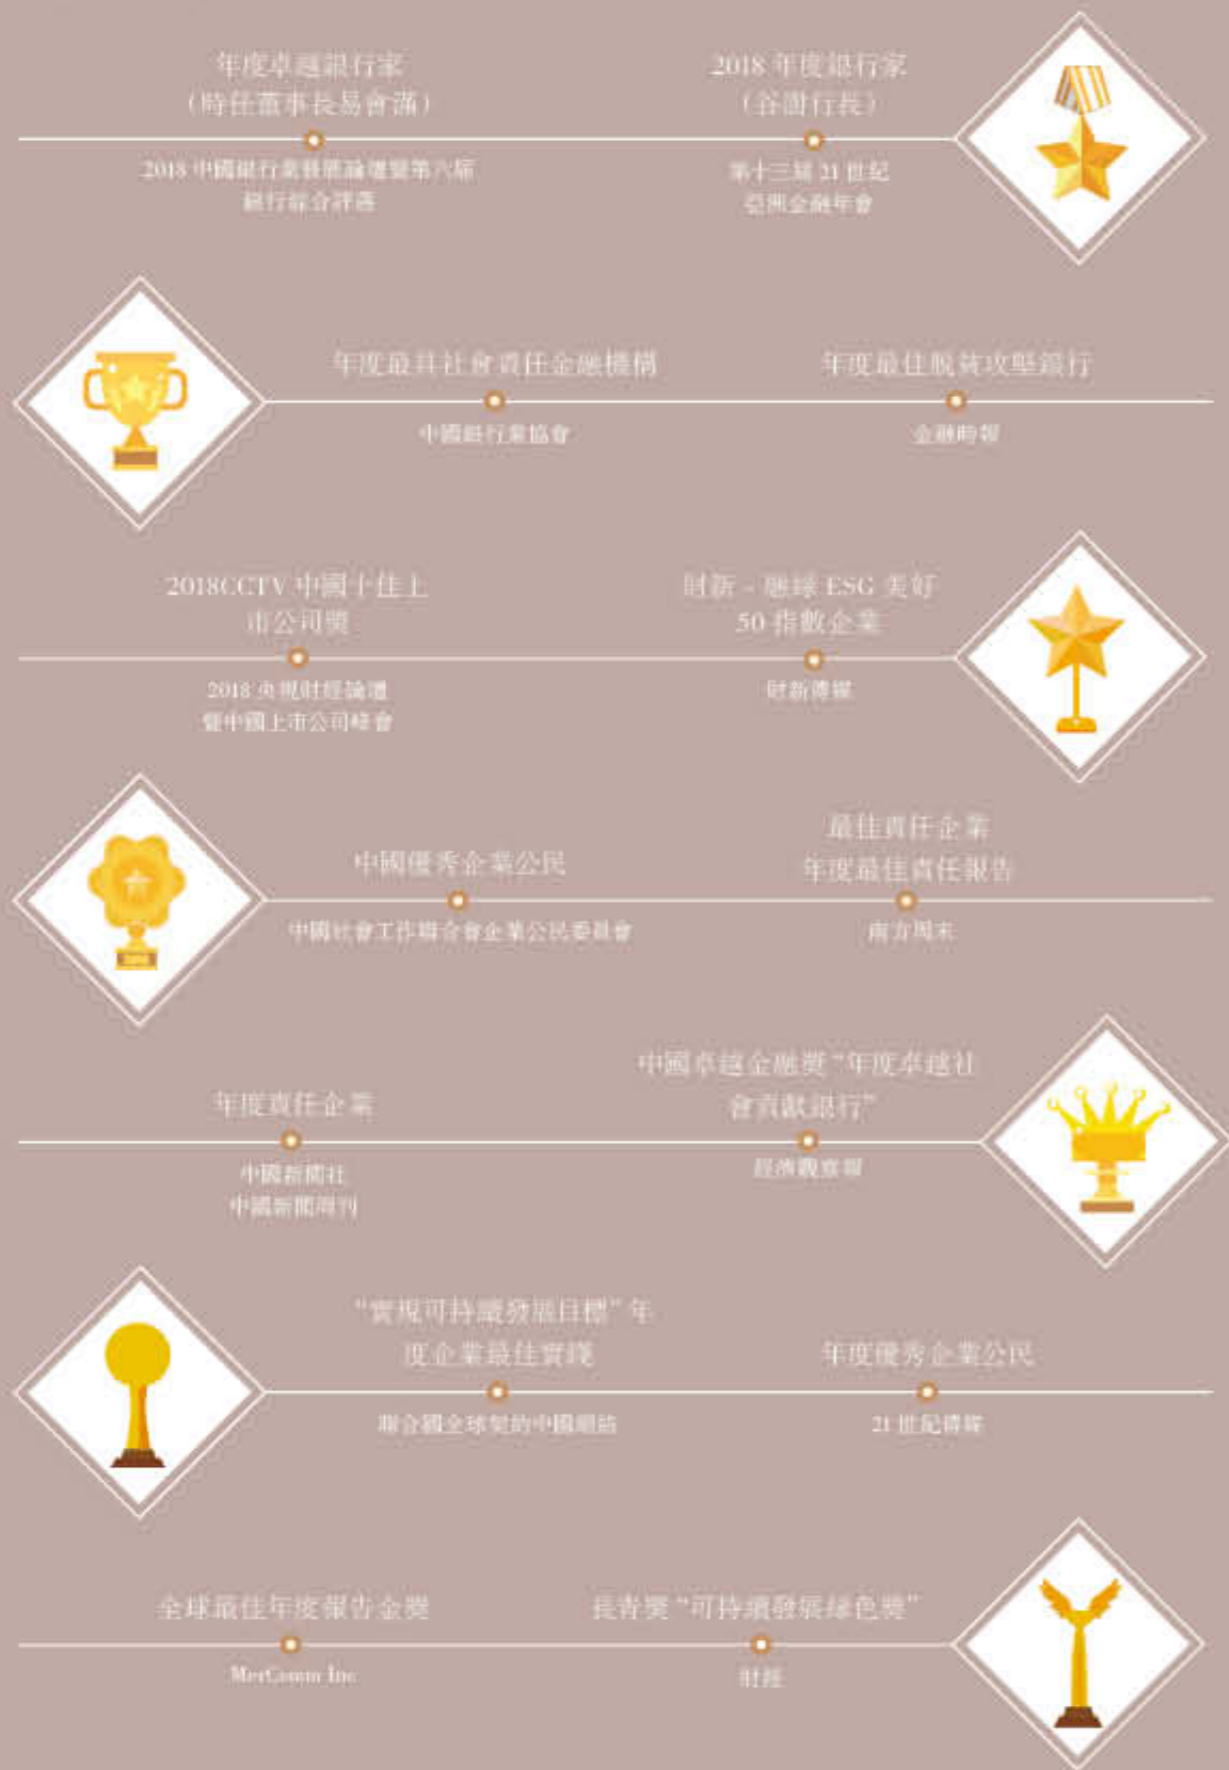 年度卓越銀行家
（時任董事長易會滿）
2018 中國銀行業發展論壇暨第六屆
銀行綜合評選
2018 年度銀行家
（谷澍行長）
第十三屆 21 世紀
亞洲金融年會
年度最具社會責任金融機構
中國銀行業協會
年度最佳脫貧攻堅銀行
金融時報
2018CCTV 中國十佳上
市公司獎
2018 央視財經論壇
暨中國上市公司峰會
財新 - 融綠 ESG 美好
50 指數企業
財新傳媒
中國優秀企業公民
中國社會工作聯合會企業公民委員會
最佳責任企業
年度最佳責任報告
南方周末
年度責任企業
中國新聞社
中國新聞周刊
中國卓越金融獎“年度卓越社
會貢獻銀行”
經濟觀察報
“實現可持續發展目標”年
度企業最佳實踐
聯合國全球契約中國網絡
年度優秀企業公民
21 世紀傳媒
全球最佳年度報告金獎
MerComm Inc
長青獎“可持續發展綠色獎”
財經